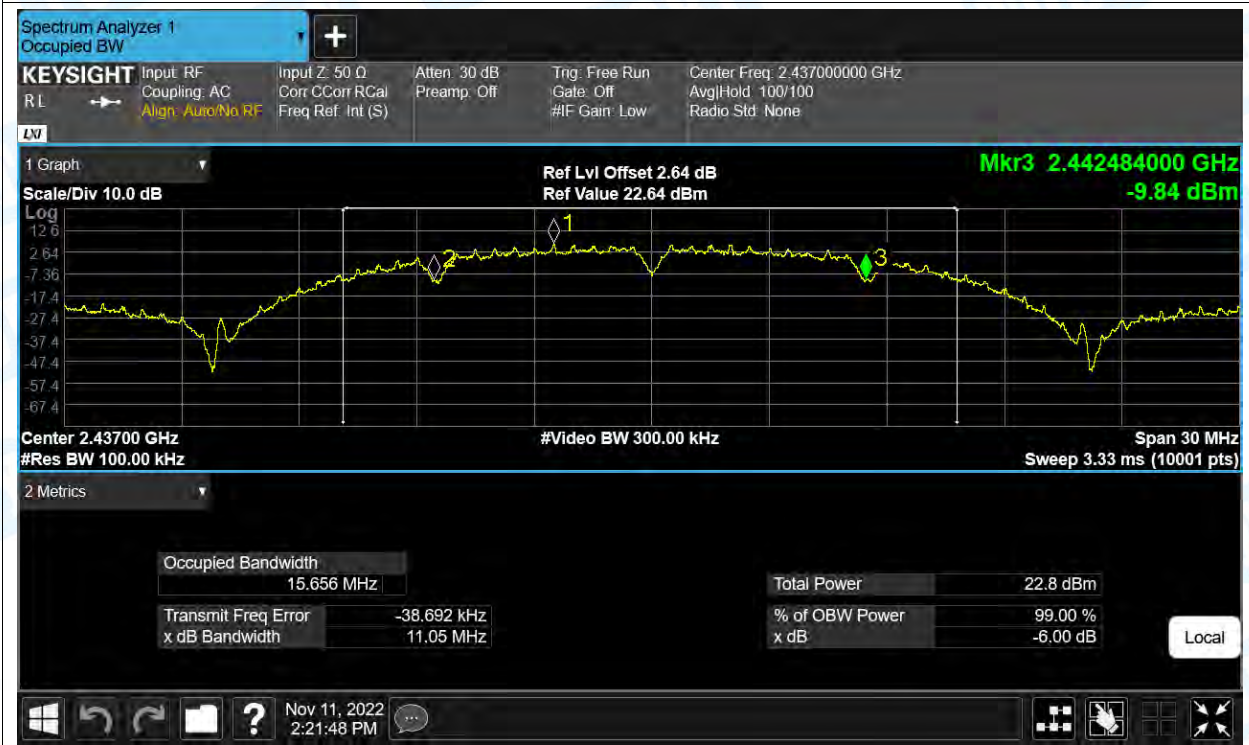 Spectrum Analyzer 1
Occupied BW
+
KEYSIGHT
RL
LXI
Input: RF
Coupling: AC
Align: Auto/No RF
Input Z: 50 Ω
Corr CCorr RCal
Freq Ref: Int (S)
Atten: 30 dB
Preamp: Off
Trig: Free Run
Gate: Off
#IF Gain: Low
Center Freq: 2.437000000 GHz
Avg|Hold: 100/100
Radio Std: None
1 Graph
Scale/Div 10.0 dB
Ref Lvl Offset 2.64 dB
Ref Value 22.64 dBm
Mkr3 2.442484000 GHz
-9.84 dBm
Log
12.6
2.64
-7.36
-17.4
-27.4
-37.4
-47.4
-57.4
-67.4
1
2
3
Center 2.43700 GHz
#Res BW 100.00 kHz
#Video BW 300.00 kHz
Span 30 MHz
Sweep 3.33 ms (10001 pts)
2 Metrics
Occupied Bandwidth
15.656 MHz
Transmit Freq Error -38.692 kHz
x dB Bandwidth 11.05 MHz
Total Power 22.8 dBm
% of OBW Power 99.00 %
x dB -6.00 dB
Local
?
Nov 11, 2022
2:21:48 PM